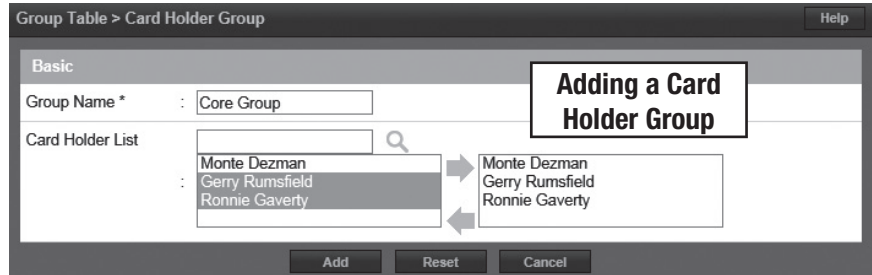 Group Table > Card Holder Group
Help
Basic
Adding a Card
Holder Group
Group Name * : Core Group
Card Holder List
:
Monte Dezman
Gerry Rumsfield
Ronnie Gaverty
Monte Dezman
Gerry Rumsfield
Ronnie Gaverty
Add Reset Cancel